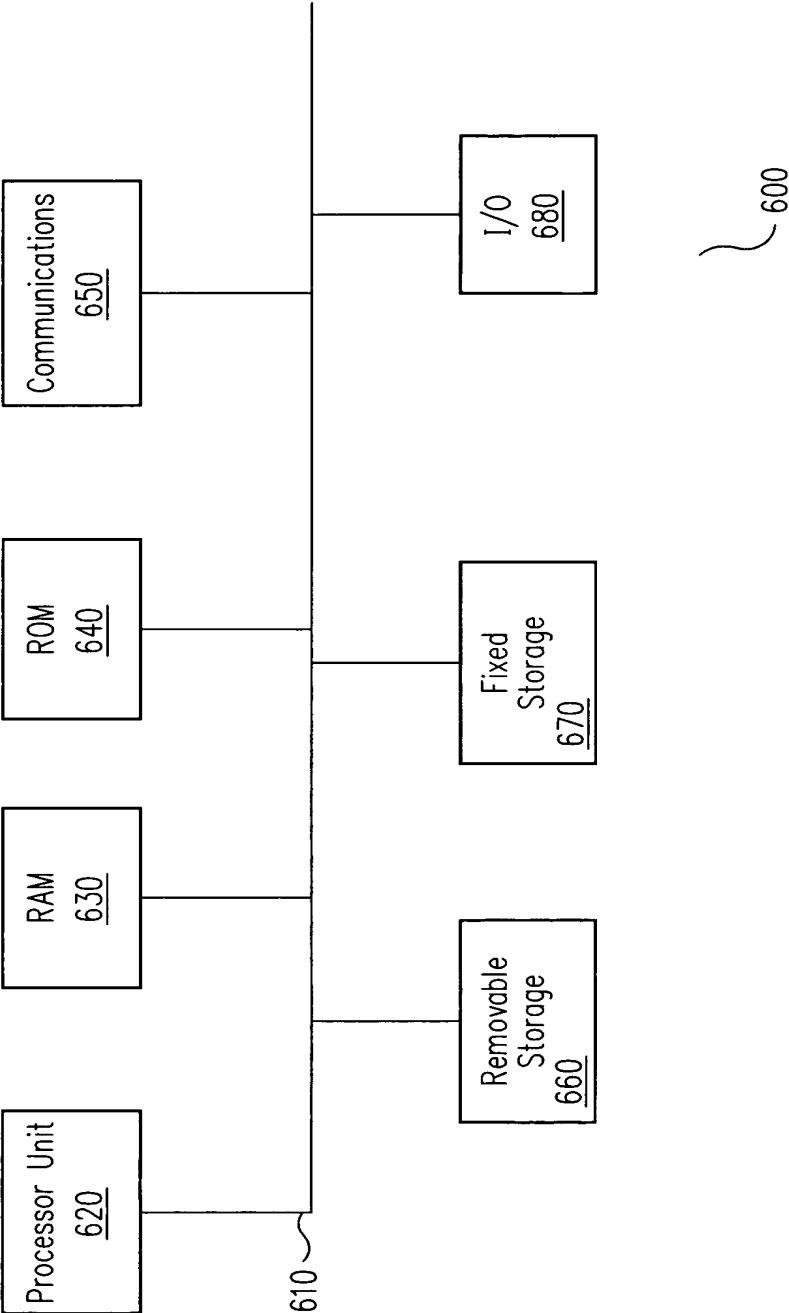 Processor Unit
620
RAM
630
ROM
640
Communications
650
610
Removable
Storage
660
Fixed
Storage
670
I/O
680
600